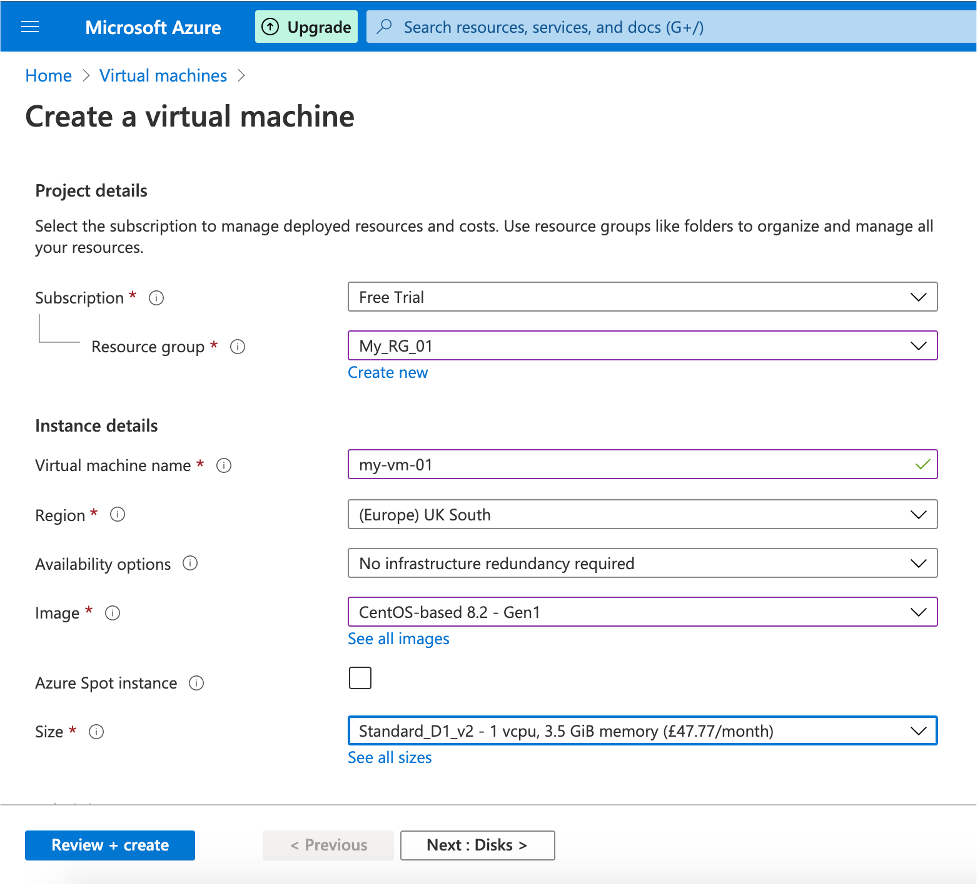 Microsoft Azure
Upgrade
Search resources, services, and docs (G+/)
Home > Virtual machines >
Create a virtual machine
Project details
Select the subscription to manage deployed resources and costs. Use resource groups like folders to organize and manage all
your resources.
Subscription *
Free Trial
Resource group *
My_RG_01
Create new
Instance details
Virtual machine name *
my-vm-01
Region *
(Europe) UK South
Availability options
No infrastructure redundancy required
Image *
CentOS-based 8.2 - Gen1
See all images
Azure Spot instance
Size *
Standard_D1_v2 - 1 vcpu, 3.5 GiB memory (£47.77/month)
See all sizes
Review + create
< Previous
Next : Disks >